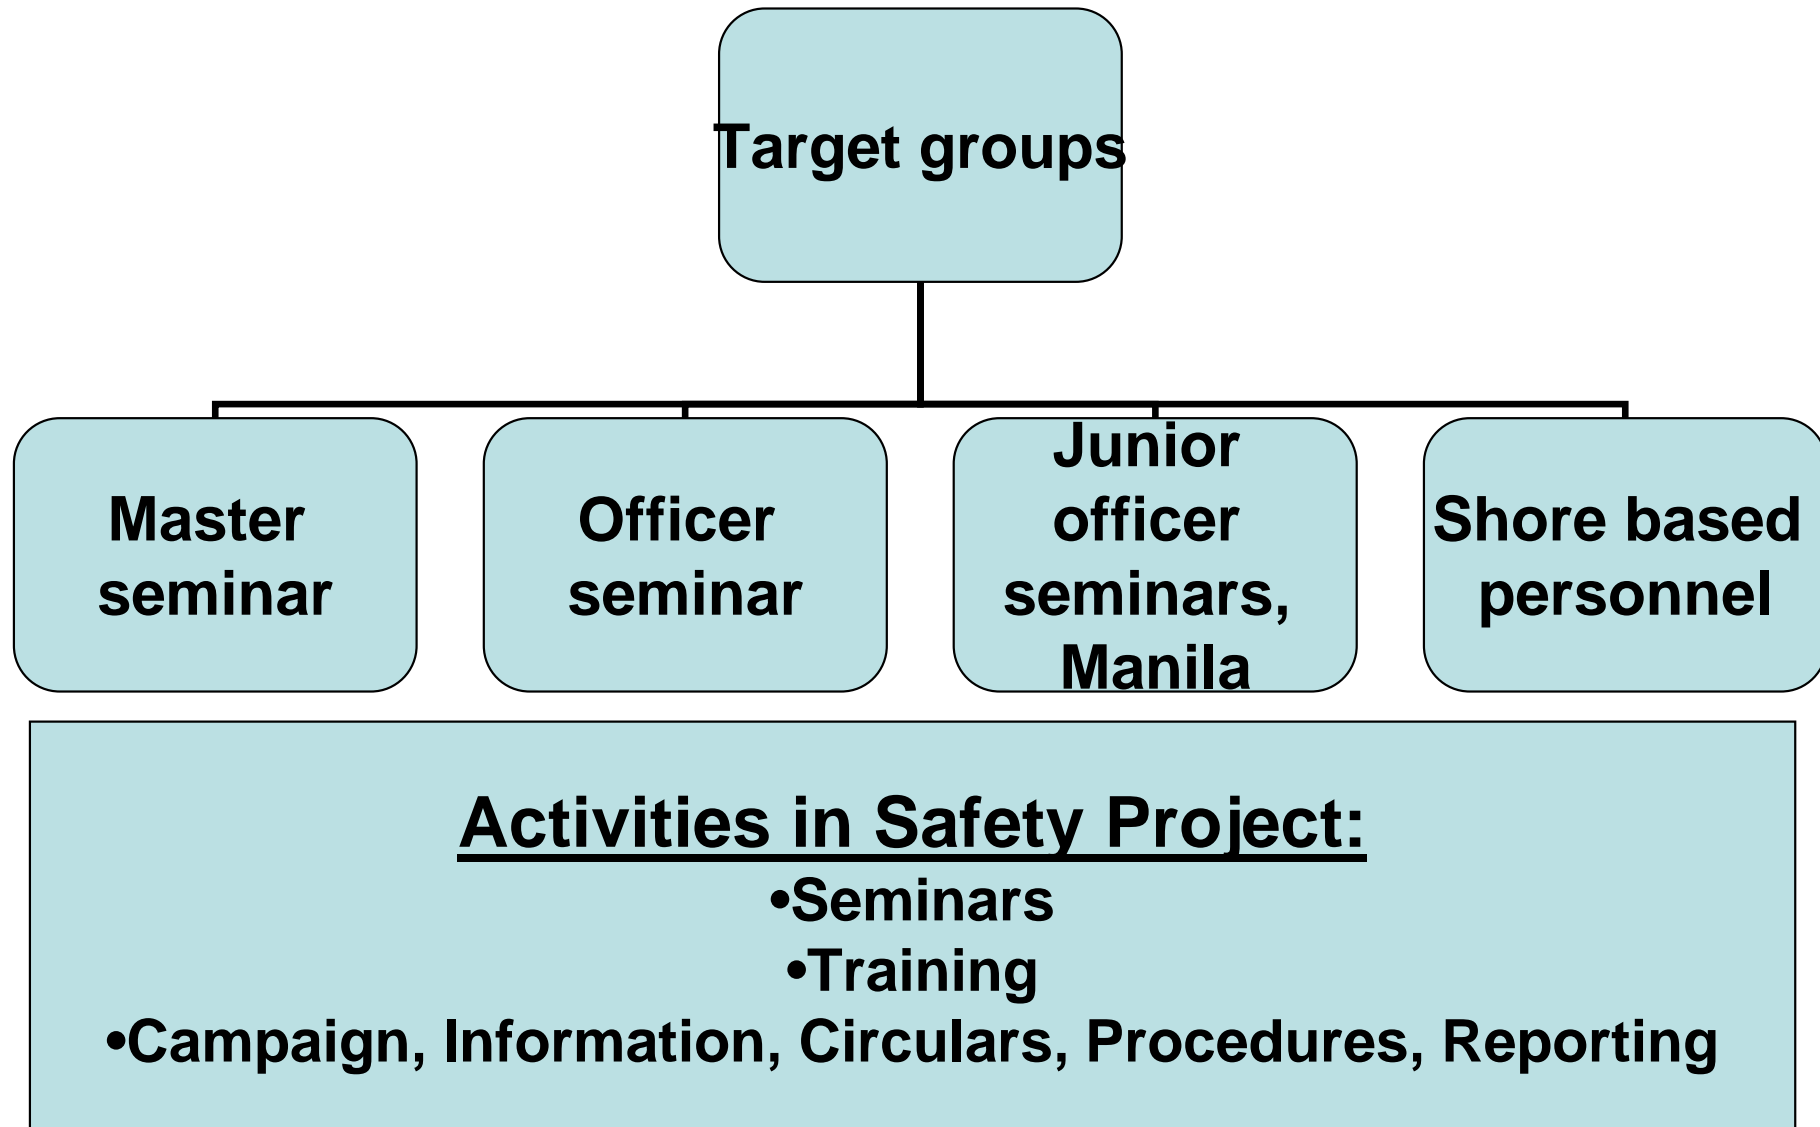 Target groups
Master
seminar
Officer
seminar
Junior
officer
seminars,
Manila
Shore based
personnel
Activities in Safety Project:
•Seminars
•Training
•Campaign, Information, Circulars, Procedures, Reporting